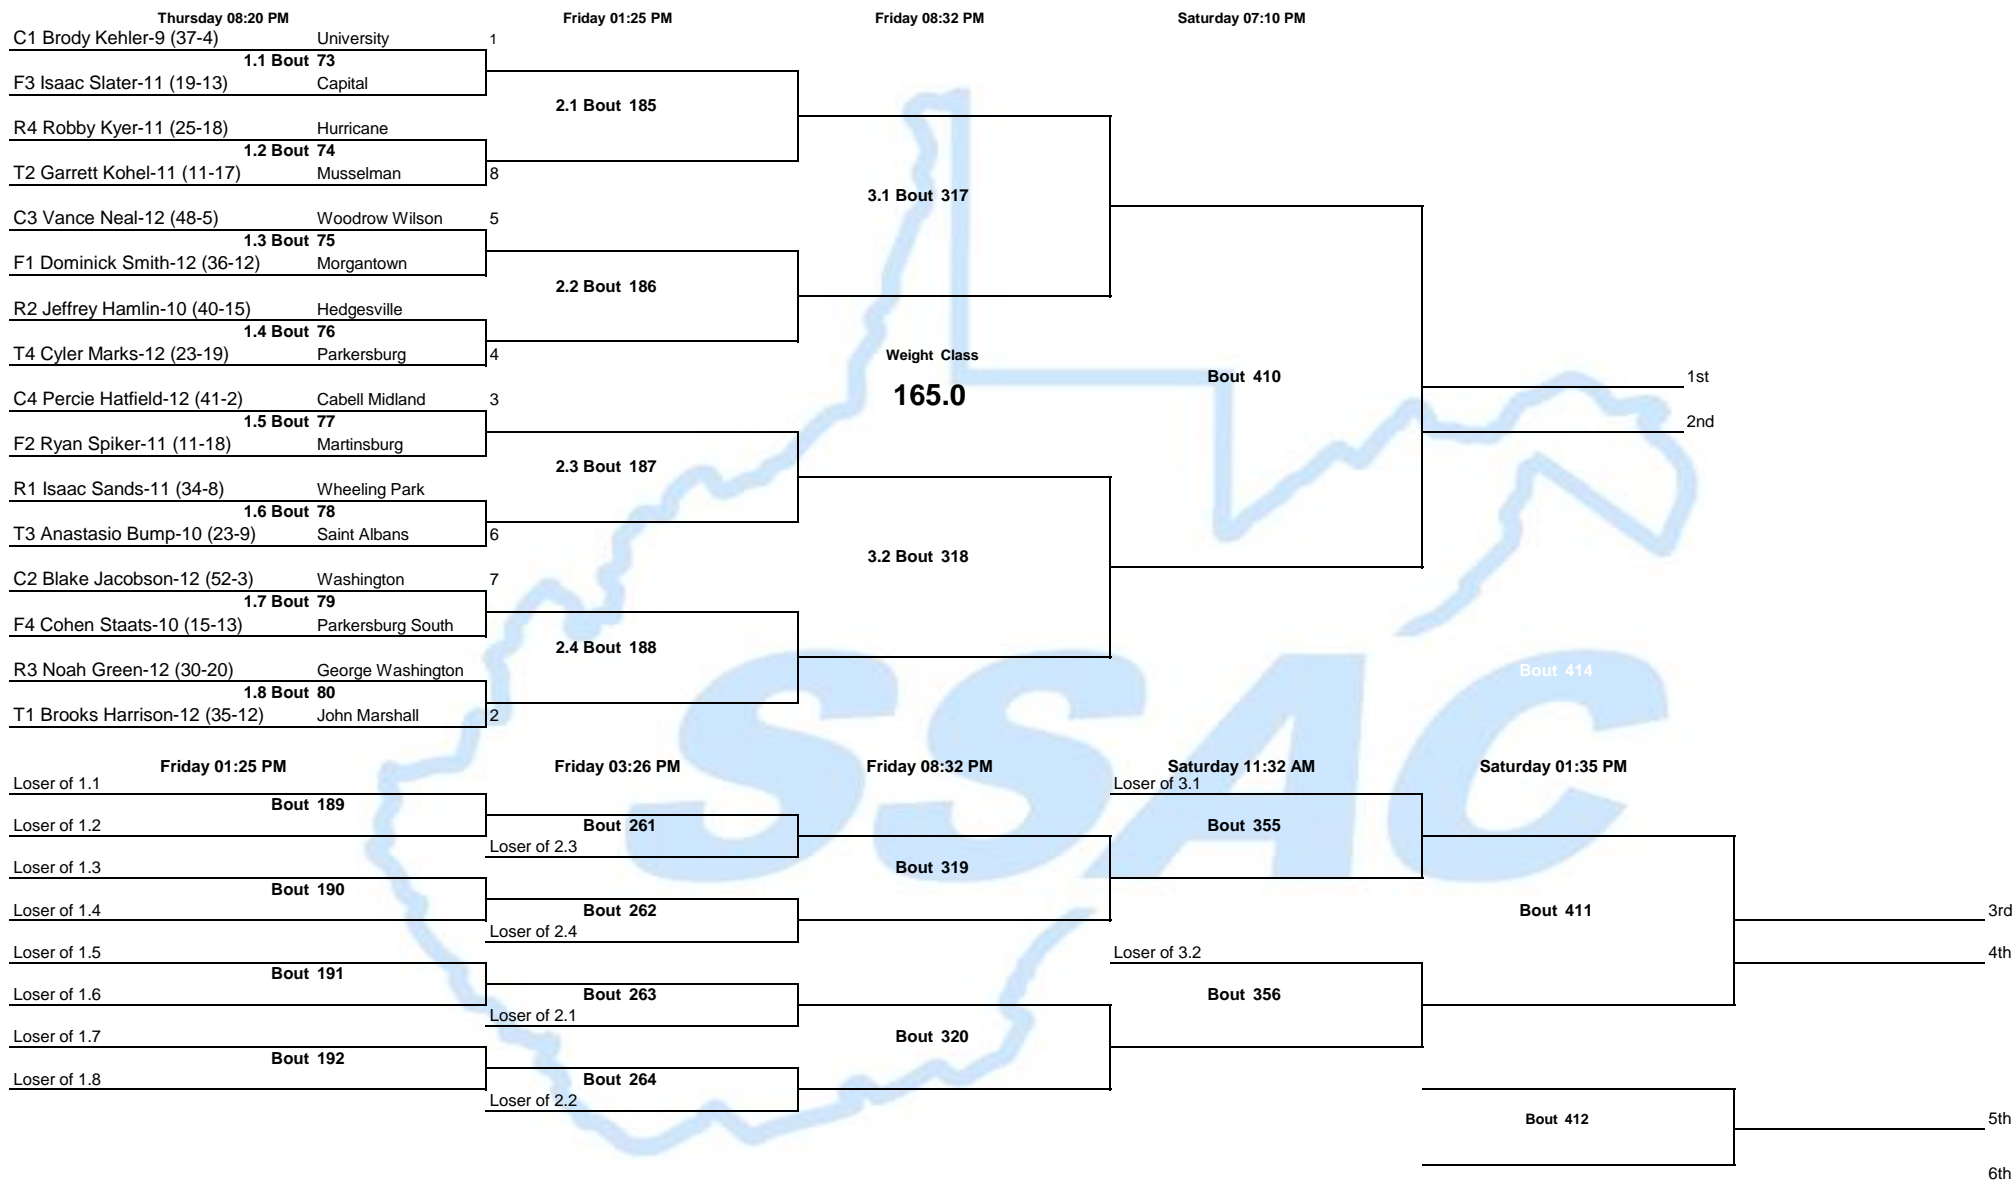 Thursday 08:20 PM Friday 01:25 PM Friday 08:32 PM Saturday 07:10 PM
C1 Brody Kehler-9 (37-4) University 1
1.1 Bout 73
F3 Isaac Slater-11 (19-13) Capital
2.1 Bout 185
R4 Robby Kyer-11 (25-18) Hurricane
1.2 Bout 74
T2 Garrett Kohel-11 (11-17) Musselman 8
3.1 Bout 317
C3 Vance Neal-12 (48-5) Woodrow Wilson 5
1.3 Bout 75
F1 Dominick Smith-12 (36-12) Morgantown
2.2 Bout 186
R2 Jeffrey Hamlin-10 (40-15) Hedgesville
1.4 Bout 76
T4 Cyler Marks-12 (23-19) Parkersburg 4
Weight Class
165.0
Bout 410
1st
2nd
C4 Percie Hatfield-12 (41-2) Cabell Midland 3
1.5 Bout 77
F2 Ryan Spiker-11 (11-18) Martinsburg
2.3 Bout 187
R1 Isaac Sands-11 (34-8) Wheeling Park
1.6 Bout 78
T3 Anastasio Bump-10 (23-9) Saint Albans 6
3.2 Bout 318
C2 Blake Jacobson-12 (52-3) Washington 7
1.7 Bout 79
F4 Cohen Staats-10 (15-13) Parkersburg South
2.4 Bout 188
R3 Noah Green-12 (30-20) George Washington
1.8 Bout 80
T1 Brooks Harrison-12 (35-12) John Marshall 2
Bout 414
SSAC
Friday 01:25 PM Friday 03:26 PM Friday 08:32 PM Saturday 11:32 AM Saturday 01:35 PM
Loser of 1.1 Loser of 3.1
Bout 189
Loser of 1.2 Bout 261 Bout 355
Loser of 2.3
Loser of 1.3 Bout 319
Bout 190
Loser of 1.4 Bout 262 Bout 411 3rd
Loser of 2.4
Loser of 1.5 Loser of 3.2 4th
Bout 191
Loser of 1.6 Bout 263 Bout 356
Loser of 2.1
Loser of 1.7 Bout 320
Bout 192
Loser of 1.8 Bout 264
Loser of 2.2
Bout 412 5th
6th